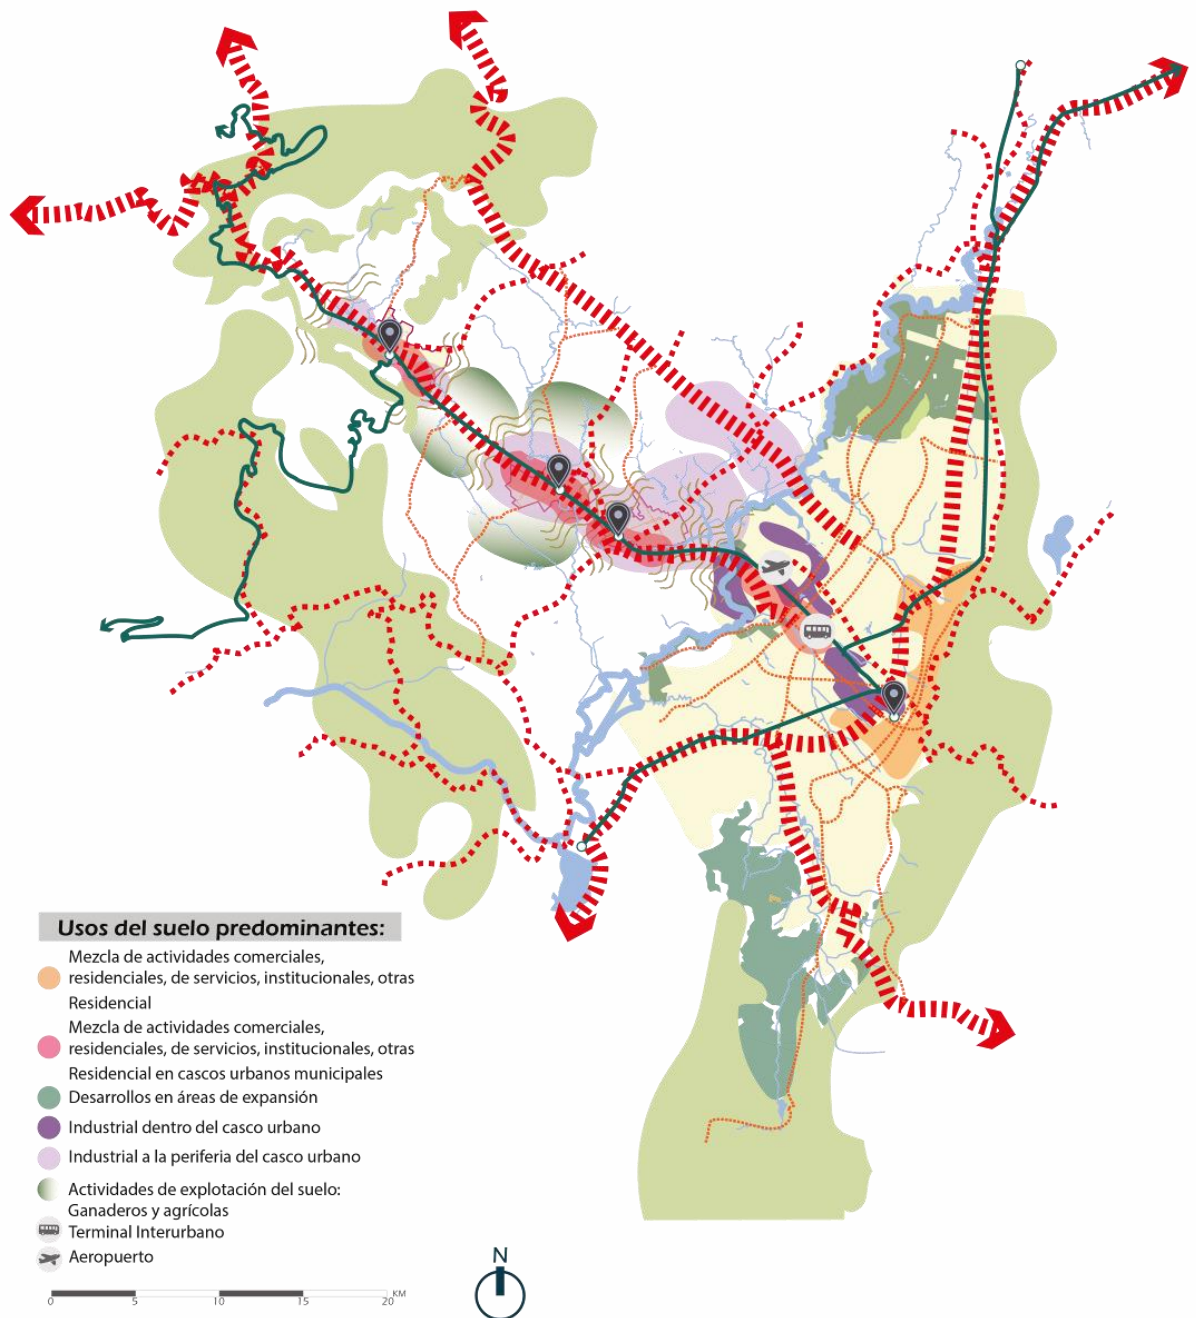 Usos del suelo predominantes:
Mezcla de actividades comerciales,
residenciales, de servicios, institucionales, otras
Residencial
Mezcla de actividades comerciales,
residenciales, de servicios, institucionales, otras
Residencial en cascos urbanos municipales
Desarrollos en áreas de expansión
Industrial dentro del casco urbano
Industrial a la periferia del casco urbano
Actividades de explotación del suelo:
Ganaderos y agrícolas
Terminal Interurbano
Aeropuerto
0 5 10 15 20 KM
N